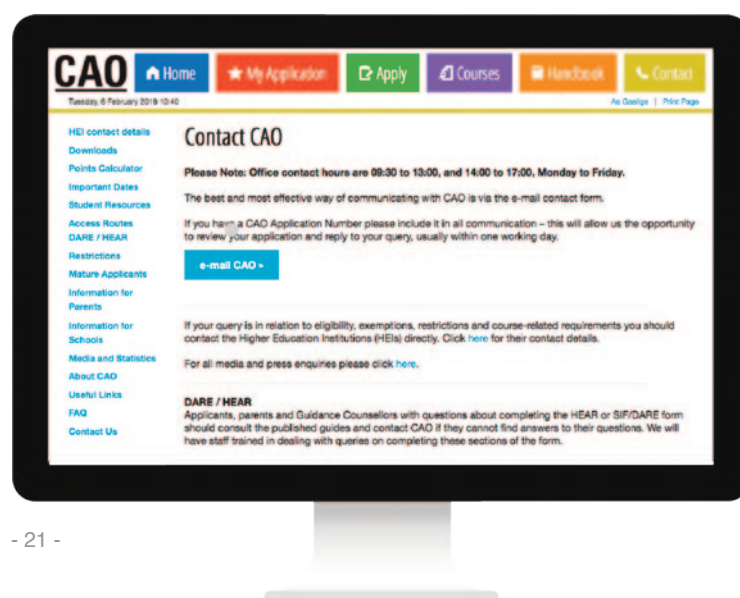 CAO Home My Application Apply Courses Handbook Contact
Tuesday, 6 February 2018 10:40
As Gaeilge | Print Page
HEI contact details
Downloads
Points Calculator
Important Dates
Student Resources
Access Routes
DARE / HEAR
Restrictions
Mature Applicants
Information for
Parents
Information for
Schools
Media and Statistics
About CAO
Useful Links
FAQ
Contact Us
Contact CAO
Please Note: Office contact hours are 09:30 to 13:00, and 14:00 to 17:00, Monday to Friday.
The best and most effective way of communicating with CAO is via the e-mail contact form.
If you have a CAO Application Number please include it in all communication – this will allow us the opportunity
to review your application and reply to your query, usually within one working day.
e-mail CAO »
If your query is in relation to eligibility, exemptions, restrictions and course-related requirements you should
contact the Higher Education Institutions (HEIs) directly. Click here for their contact details.
For all media and press enquiries please click here.
DARE / HEAR
Applicants, parents and Guidance Counsellors with questions about completing the HEAR or SIF/DARE form
should consult the published guides and contact CAO if they cannot find answers to their questions. We will
have staff trained in dealing with queries on completing these sections of the form.
- 21 -